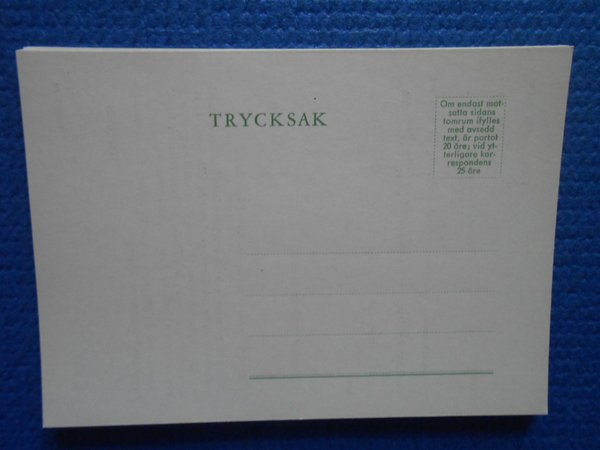 TRYCKSAK
Om endast mot-
satta sidans
tomrum ifylles
med avsedd
text, är portot
20 öre; vid yt-
terligare kor-
respondens
25 öre